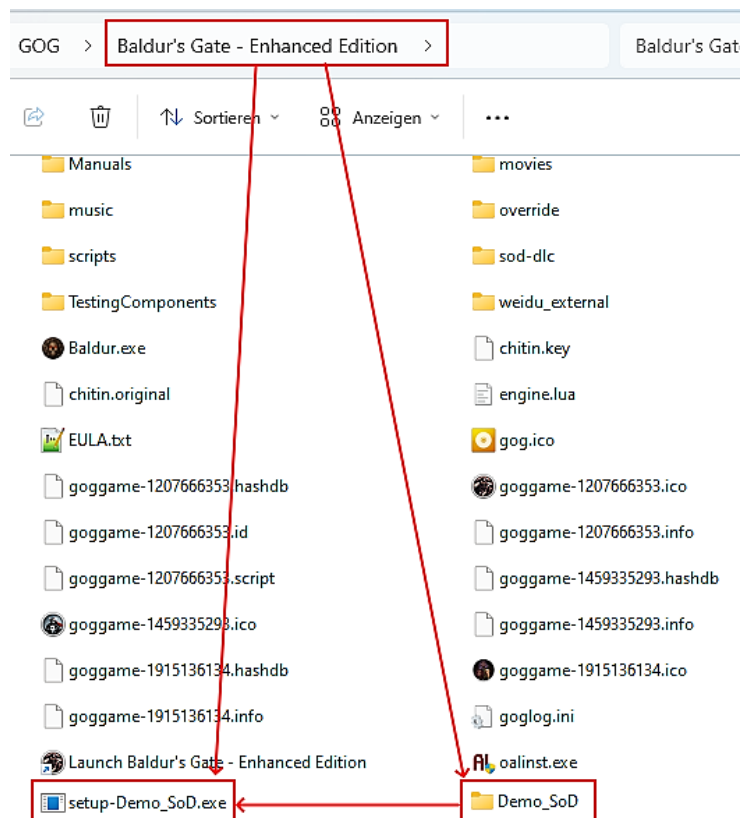 GOG > Baldur's Gate - Enhanced Edition > Baldur's Gat
Sortieren Anzeigen ...
Manuals movies
music override
scripts sod-dlc
TestingComponents weidu_external
Baldur.exe chitin.key
chitin.original engine.lua
EULA.txt gog.ico
goggame-1207666353.hashdb goggame-1207666353.ico
goggame-1207666353.id goggame-1207666353.info
goggame-1207666353.script goggame-1459335293.hashdb
goggame-1459335293.ico goggame-1459335293.info
goggame-1915136134.hashdb goggame-1915136134.ico
goggame-1915136134.info goglog.ini
Launch Baldur's Gate - Enhanced Edition oalinst.exe
setup-Demo_SoD.exe Demo_SoD